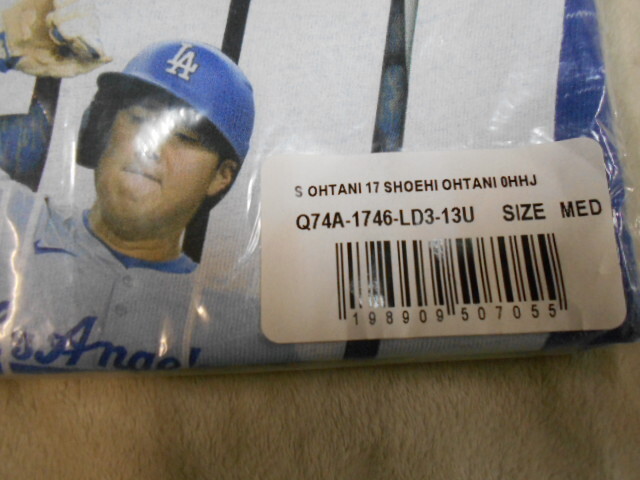 LA
S OHTANI 17 SHOEHI OHTANI 0HHJ
Q74A-1746-LD3-13U SIZE MED
198909507055
Los Angel